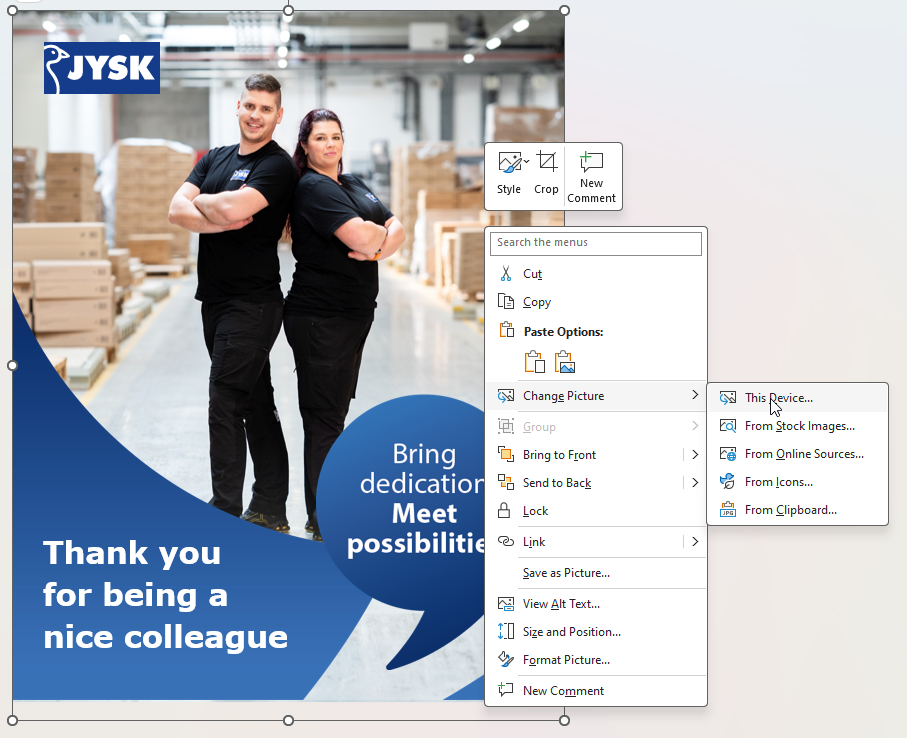 JYSK
Style
Crop
New
Comment
Search the menus
Cut
Copy
Paste Options:
Change Picture
This Device...
From Stock Images...
From Online Sources...
From Icons...
From Clipboard...
Group
Bring to Front
Send to Back
Lock
Link
Save as Picture...
View Alt Text...
Size and Position...
Format Picture...
New Comment
Bring
dedication
Meet
possibilitie
Thank you
for being a
nice colleague